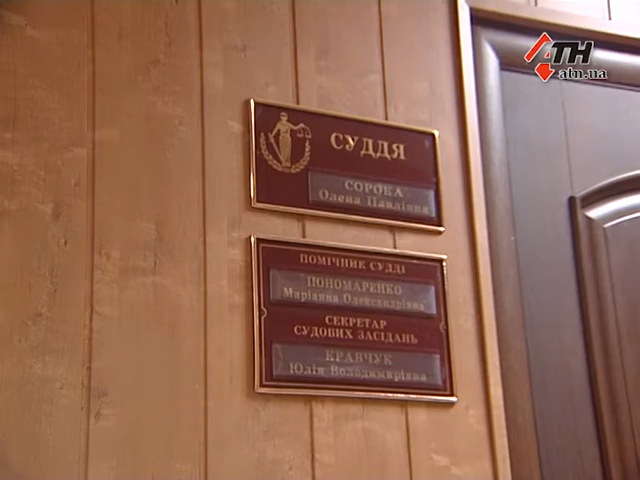 АТН
atn.ua
СУДДЯ
СОРОКА
Олена Павлівна
ПОМІЧНИК СУДДІ
ПОНОМАРЕНКО
Маріанна Олександрівна
СЕКРЕТАР
СУДОВИХ ЗАСІДАНЬ
КРАВЧУК
Юлія Володимирівна